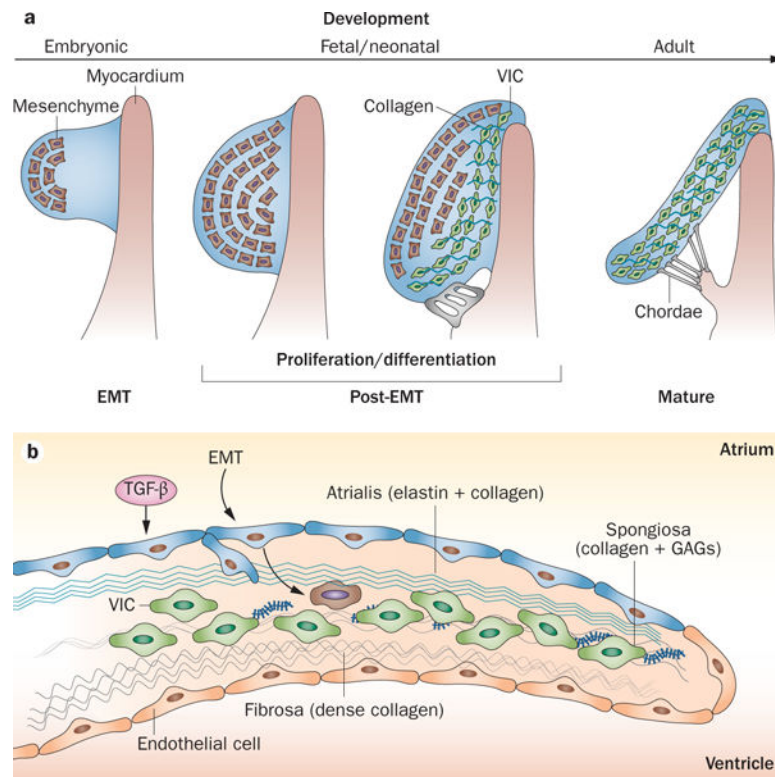 a
Development
Embryonic
Fetal/neonatal
Adult
Myocardium
Mesenchyme
VIC
Collagen
Chordae
Proliferation/differentiation
EMT
Post-EMT
Mature
b
Atrium
EMT
TGF-β
Atrialis (elastin + collagen)
Spongiosa
(collagen + GAGs)
VIC
Fibrosa (dense collagen)
Endothelial cell
Ventricle